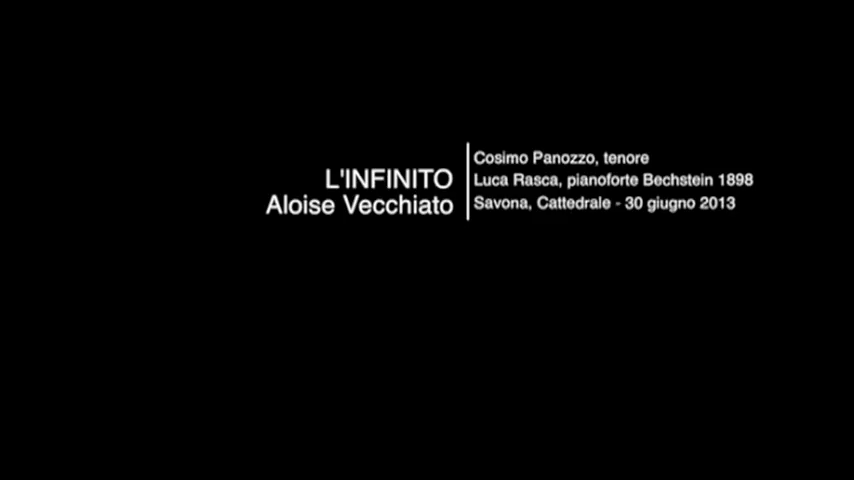 L'INFINITO
Aloise Vecchiato
Cosimo Panozzo, tenore
Luca Rasca, pianoforte Bechstein 1898
Savona, Cattedrale - 30 giugno 2013